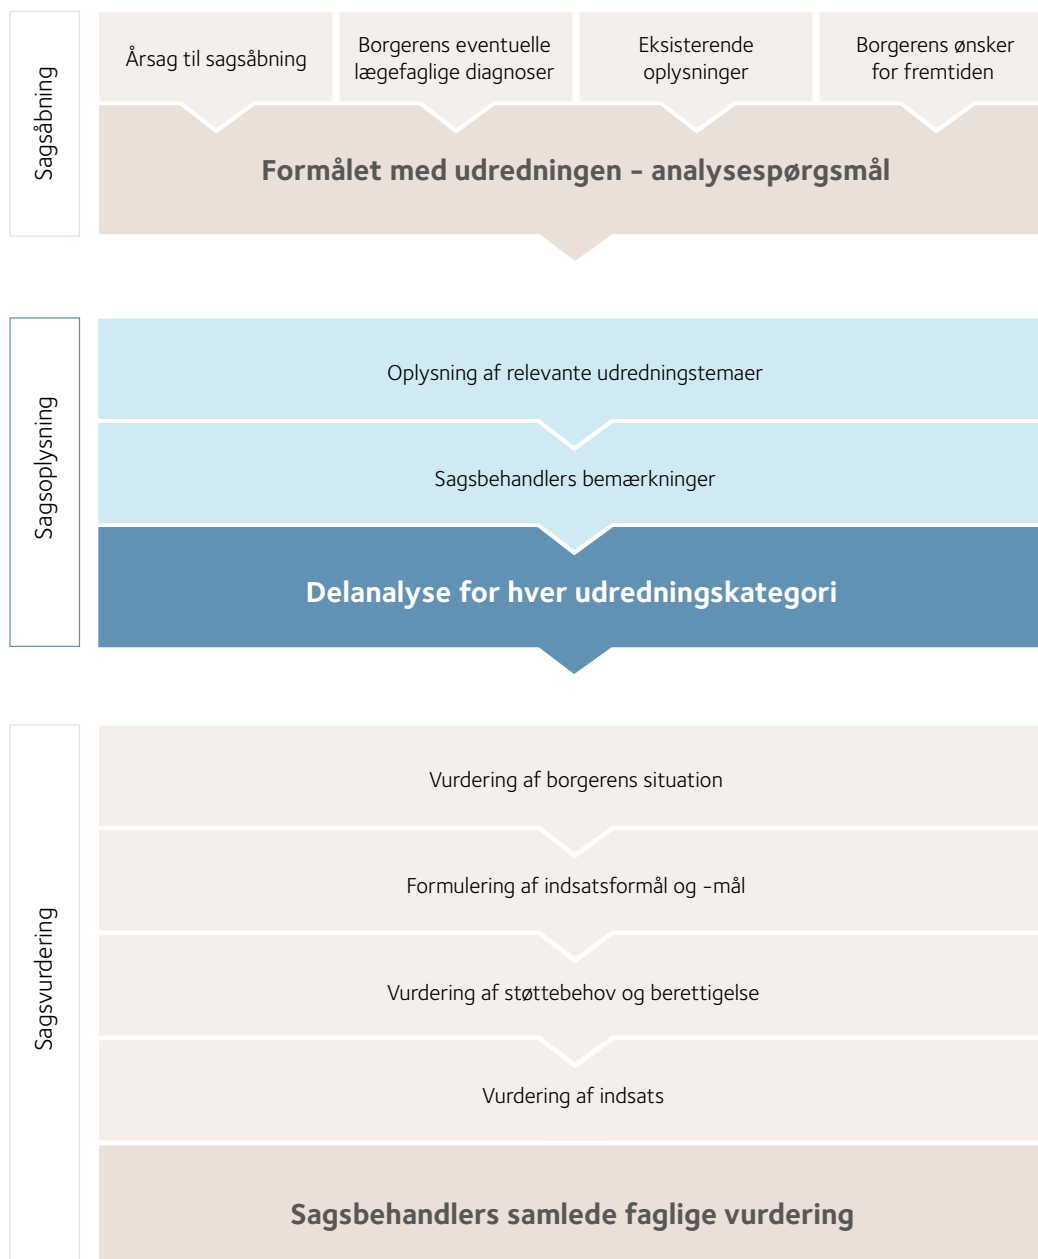 Sagsåbning
Årsag til sagsåbning
Borgerens eventuelle
lægefaglige diagnoser
Eksisterende
oplysninger
Borgerens ønsker
for fremtiden
Formålet med udredningen – analysespørgsmål
Sagsoplysning
Oplysning af relevante udredningstemaer
Sagsbehandlers bemærkninger
Delanalyse for hver udredningskategori
Sagsvurdering
Vurdering af borgerens situation
Formulering af indsatsformål og -mål
Vurdering af støttebehov og berettigelse
Vurdering af indsats
Sagsbehandlers samlede faglige vurdering